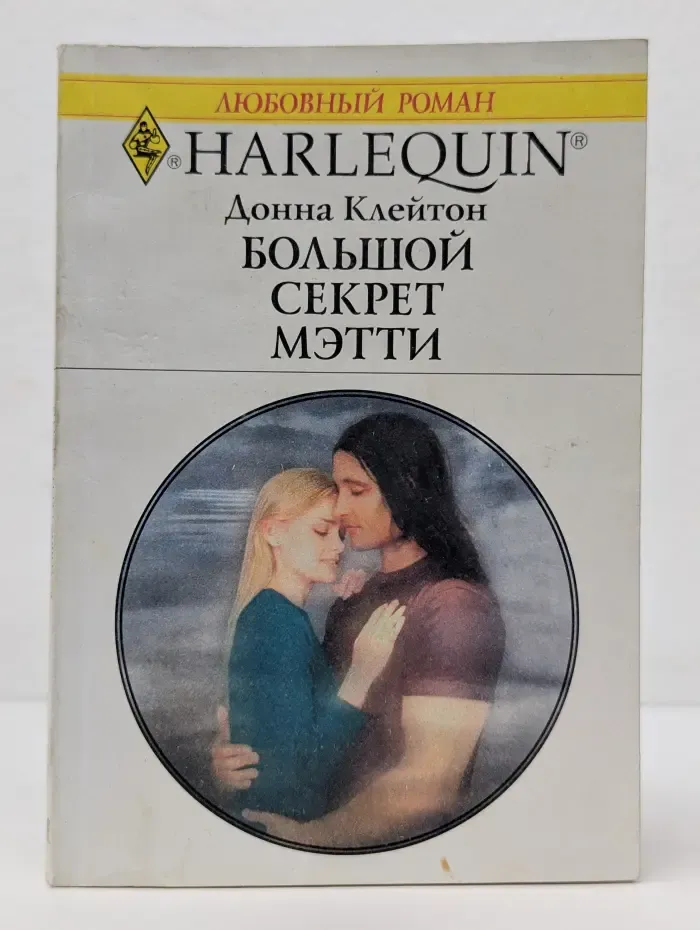 ЛЮБОВНЫЙ РОМАН
® HARLEQUIN®
Донна Клейтон
БОЛЬШОЙ
СЕКРЕТ
МЭТТИ